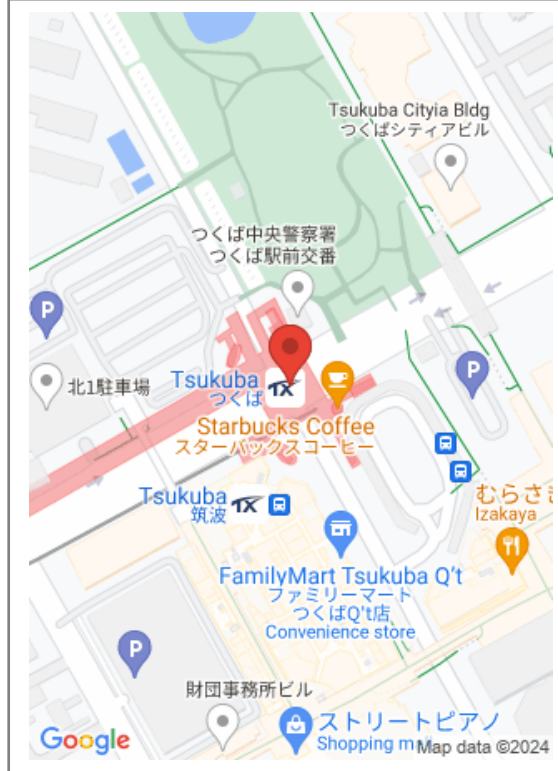 Tsukuba Cityia Bldg
つくばシティアビル
つくば中央警察署
つくば駅前交番
P
P
北1駐車場
Tsukuba
つくば
TX
Starbucks Coffee
スターバックスコーヒー
Tsukuba
筑波
TX
むらさき
Izakaya
FamilyMart Tsukuba Q't
ファミリーマート
つくばQ't店
Convenience store
P
財団事務所ビル
ストリートピアノ
Shopping m
Google
Map data ©2024